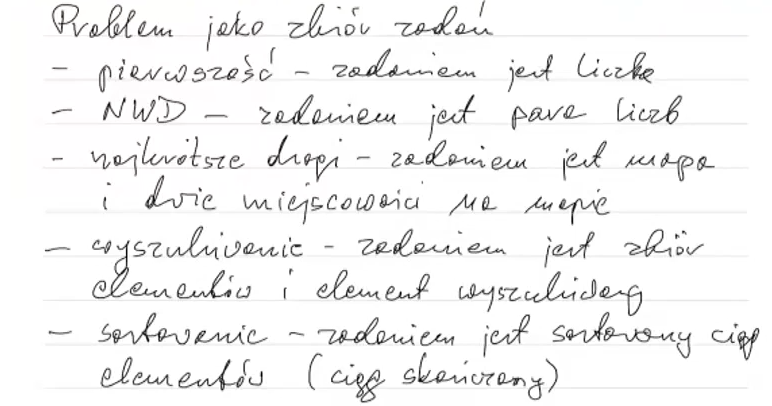 Problem jako zbiór zadań
- pierwszość - zadaniem jest liczba
- NWD - zadaniem jest para liczb
- najkrótsze drogi - zadaniem jest mapa
i dwie miejscowości na mapie
- wyszukiwanie - zadaniem jest zbiór
elementów i element wyszukiwany
- sortowanie - zadaniem jest sortowany ciąg
elementów (ciąg skończony)